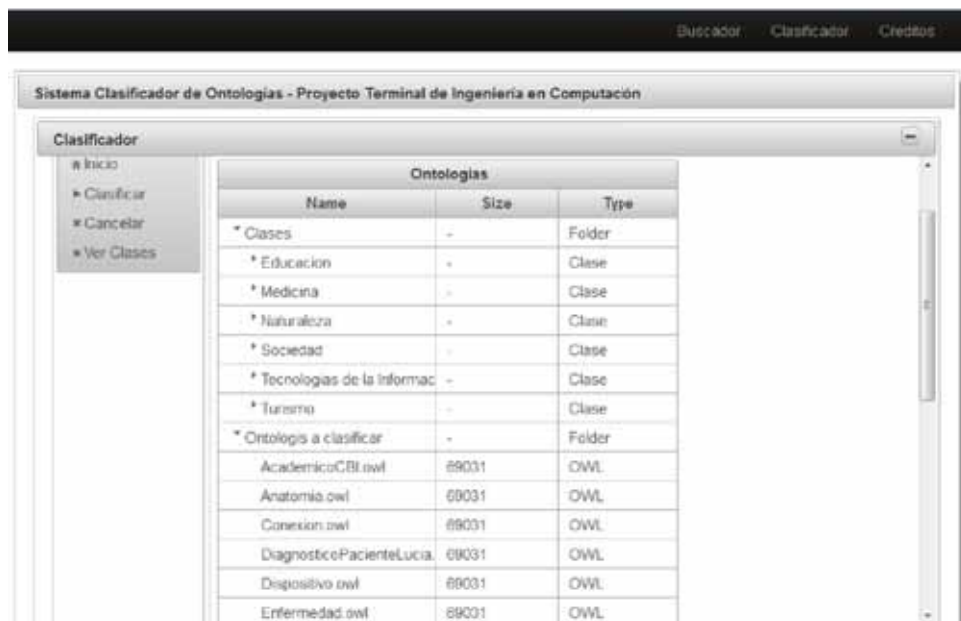 Buscador Clasificador Creditos
Sistema Clasificador de Ontologías - Proyecto Terminal de Ingeniería en Computacón
Clasificador
Inicio
Clasificar
Cancelar
Ver Clases
Ontologias
Name Size Type
Clases - Folder
Educacion - Clase
Medicina - Clase
Naturaleza - Clase
Sociedad - Clase
Tecnologias de la Informac - Clase
Turismo - Clase
Ontologis a clasificar - Folder
AcademicoCBI.owl 69031 OWL
Anatomia.owl 69031 OWL
Conexion.owl 69031 OWL
DiagnosticoPacienteLucia. 69031 OWL
Dispositivo.owl 69031 OWL
Enfermedad.owl 69031 OWL